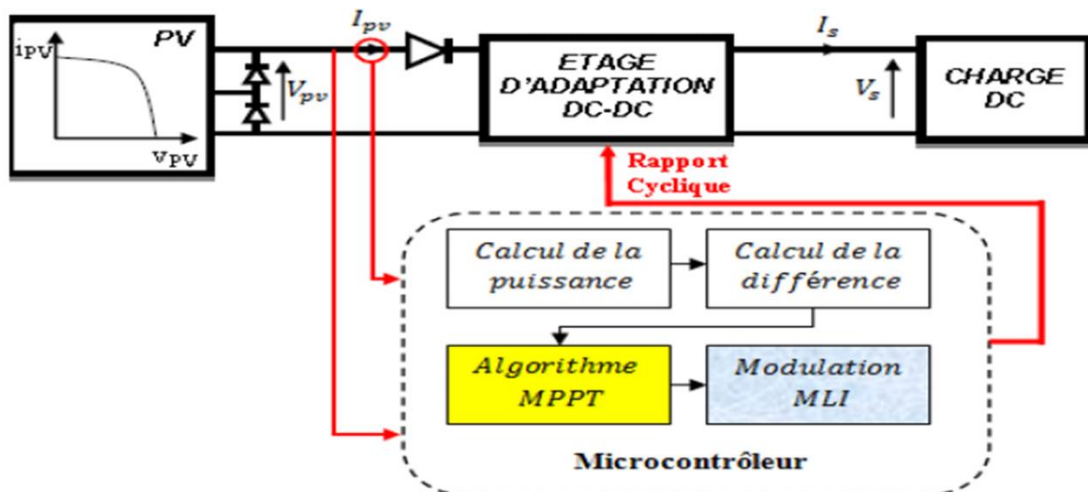 PV
iPV
vPV
Vpv
Ipv
ETAGE
D'ADAPTATION
DC-DC
Is
Vs
CHARGE
DC
Rapport
Cyclique
Calcul de la
puissance
Calcul de la
différence
Algorithme
MPPT
Modulation
MLI
Microcontrôleur